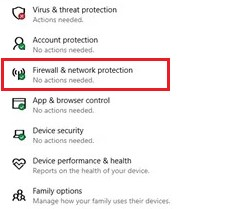 Virus & threat protection
Actions needed.
Account protection
No actions needed.
Firewall & network protection
No actions needed.
App & browser control
No actions needed.
Device security
No actions needed.
Device performance & health
Reports on the health of your device.
Family options
Manage how your family uses their devices.